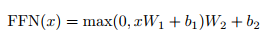 FFN(x) = max(0, xW₁ + b₁)W₂ + b₂